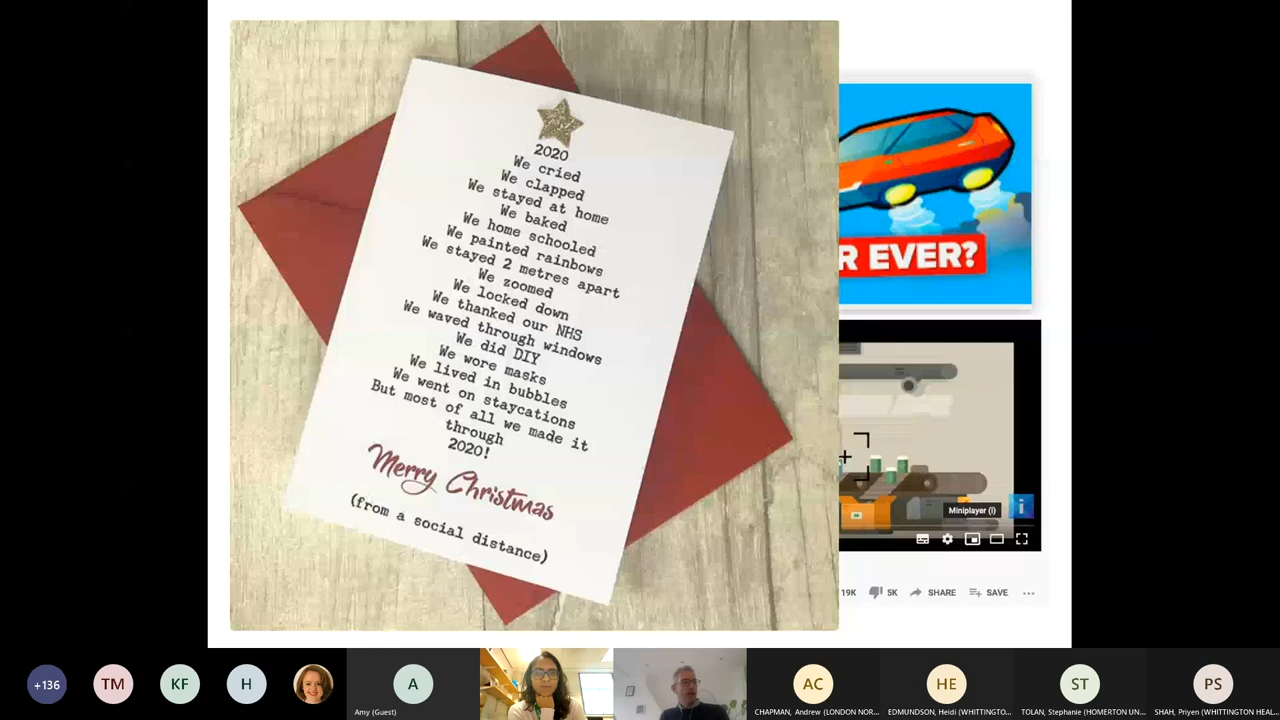 2020
We cried
We clapped
We stayed at home
We baked
We home schooled
We painted rainbows
We stayed 2 metres apart
We zoomed
We locked down
We thanked our NHS
We waved through windows
We did DIY
We wore masks
We lived in bubbles
We went on staycations
But most of all we made it
through
2020!
Merry Christmas
(from a social distance)
R EVER?
Miniplayer (i)
i
19K 5K SHARE SAVE ...
+136
TM
KF
H
A
Amy (Guest)
AC
CHAPMAN, Andrew (LONDON NOR...
HE
EDMUNDSON, Heidi (WHITTINGTO...
ST
TOLAN, Stephanie (HOMERTON UN...
PS
SHAH, Priyen (WHITTINGTON HEAL...